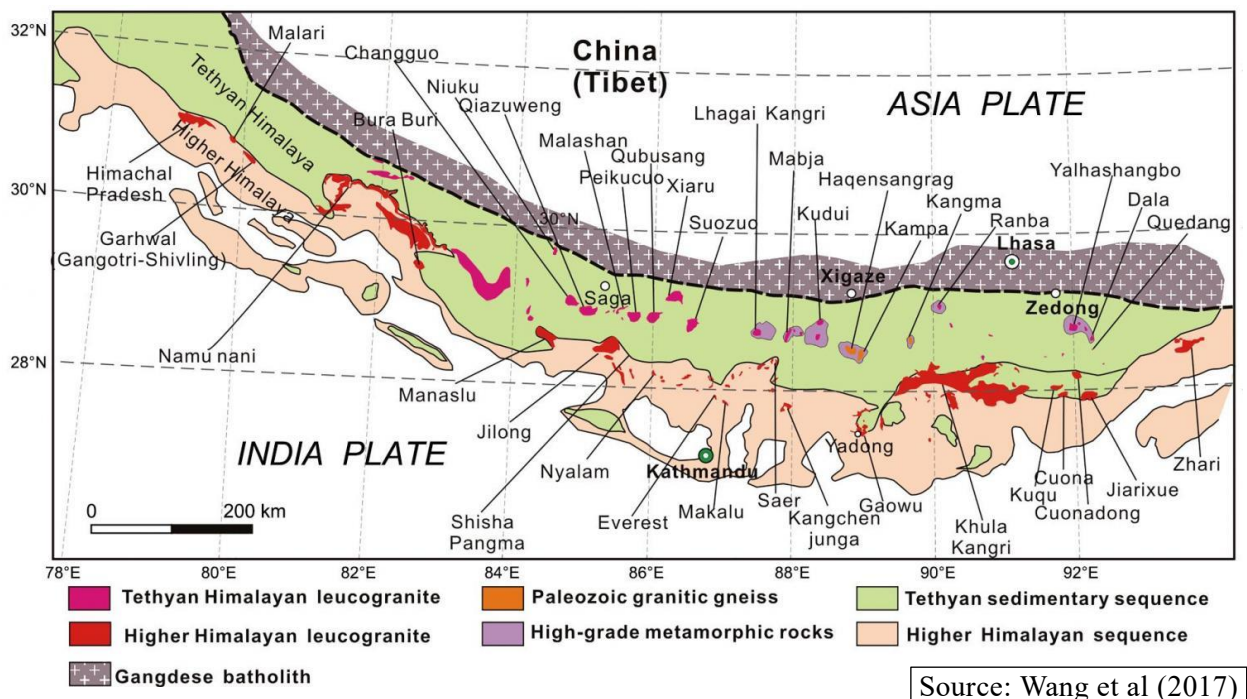 32°N
Malari
Changguo
China
(Tibet)
Niuku
Qiazuweng
ASIA PLATE
Tethyan Himalaya
Bura Buri
Malashan
Lhagai Kangri
Qubusang
Mabja
Yalhashangbo
Peikucuo
Haqensangrag
Dala
Himachal
Pradesh
Higher Himalaya
Xiaru
Kudui
Kangma
Quedang
30°N
30°N
Suozuo
Kampa
Ranba
Lhasa
Garhwal
(Gangotri-Shivling)
Saga
Xigaze
Zedong
28°N
Namu nani
Manaslu
Jilong
INDIA PLATE
Nyalam
Kathmandu
Yadong
Zhari
0
200 km
Shisha
Pangma
Everest
Makalu
Saer
Kangchen
junga
Gaowu
Khula
Kangri
Kuqu
Cuona
Cuonadong
Jiarixue
78°E
80°E
82°E
84°E
86°E
88°E
90°E
92°E
Tethyan Himalayan leucogranite
Paleozoic granitic gneiss
Tethyan sedimentary sequence
Higher Himalayan leucogranite
High-grade metamorphic rocks
Higher Himalayan sequence
Gangdese batholith
Source: Wang et al (2017)